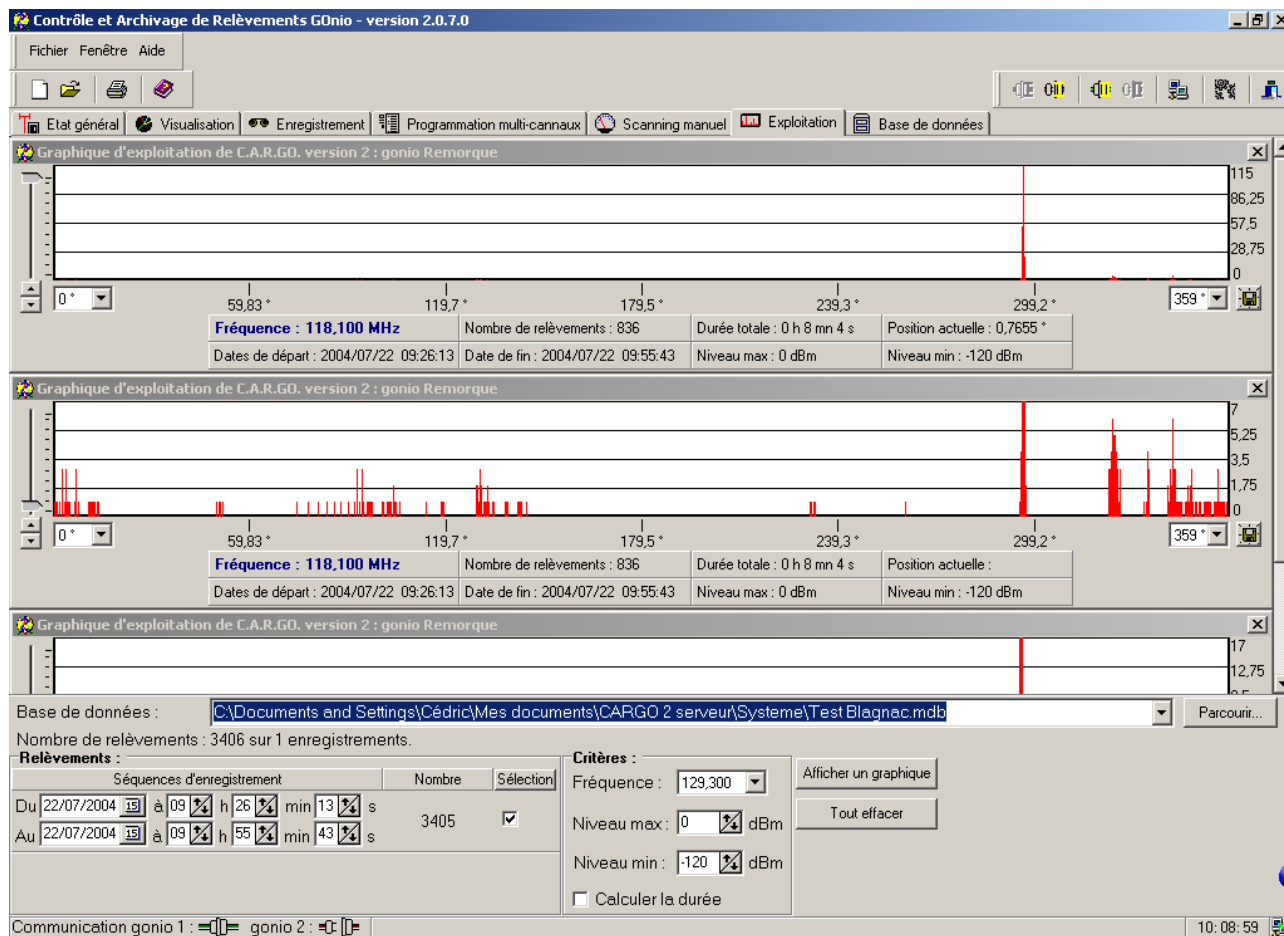 Contrôle et Archivage de Relèvements GOnio - version 2.0.7.0
Fichier Fenêtre Aide
Etat général Visualisation Enregistrement Programmation multi-cannaux Scanning manuel Exploitation Base de données
Graphique d'exploitation de C.A.R.GO. version 2 : gonio Remorque
115
86,25
57,5
28,75
0
0 ° 59,83 ° 119,7 ° 179,5 ° 239,3 ° 299,2 ° 359 °
Fréquence : 118,100 MHz Nombre de relèvements : 836 Durée totale : 0 h 8 mn 4 s Position actuelle : 0,7655 °
Dates de départ : 2004/07/22 09:26:13 Date de fin : 2004/07/22 09:55:43 Niveau max : 0 dBm Niveau min : -120 dBm
Graphique d'exploitation de C.A.R.GO. version 2 : gonio Remorque
7
5,25
3,5
1,75
0
0 ° 59,83 ° 119,7 ° 179,5 ° 239,3 ° 299,2 ° 359 °
Fréquence : 118,100 MHz Nombre de relèvements : 836 Durée totale : 0 h 8 mn 4 s Position actuelle :
Dates de départ : 2004/07/22 09:26:13 Date de fin : 2004/07/22 09:55:43 Niveau max : 0 dBm Niveau min : -120 dBm
Graphique d'exploitation de C.A.R.GO. version 2 : gonio Remorque
17
12,75
Base de données : C:\Documents and Settings\Cédric\Mes documents\CARGO 2 serveur\Systeme\Test Blagnac.mdb Parcourir...
Nombre de relèvements : 3406 sur 1 enregistrements.
Relèvements :
Séquences d'enregistrement Nombre Sélection
Du 22/07/2004 15 à 09 h 26 min 13 s
3405
Au 22/07/2004 15 à 09 h 55 min 43 s
Critères :
Fréquence : 129,300
Niveau max : 0 dBm
Niveau min : -120 dBm
Calculer la durée
Afficher un graphique
Tout effacer
Communication gonio 1 : gonio 2 : 10:08:59